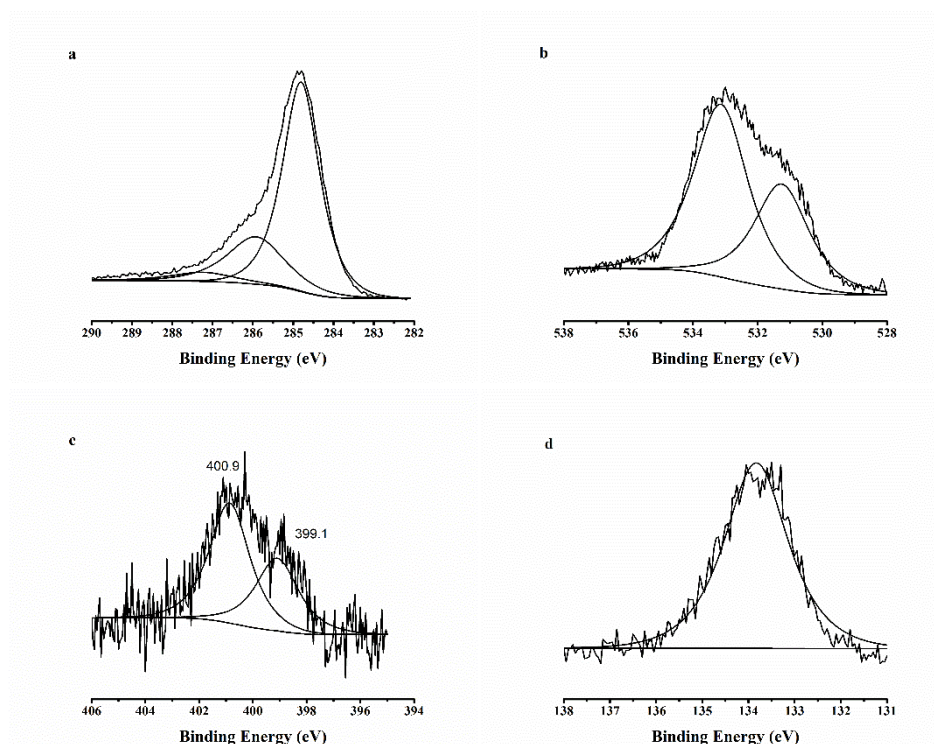 a
290 289 288 287 286 285 284 283 282
Binding Energy (eV)
b
538 536 534 532 530 528
Binding Energy (eV)
c
400.9
399.1
406 404 402 400 398 396 394
Binding Energy (eV)
d
138 137 136 135 134 133 132 131
Binding Energy (eV)